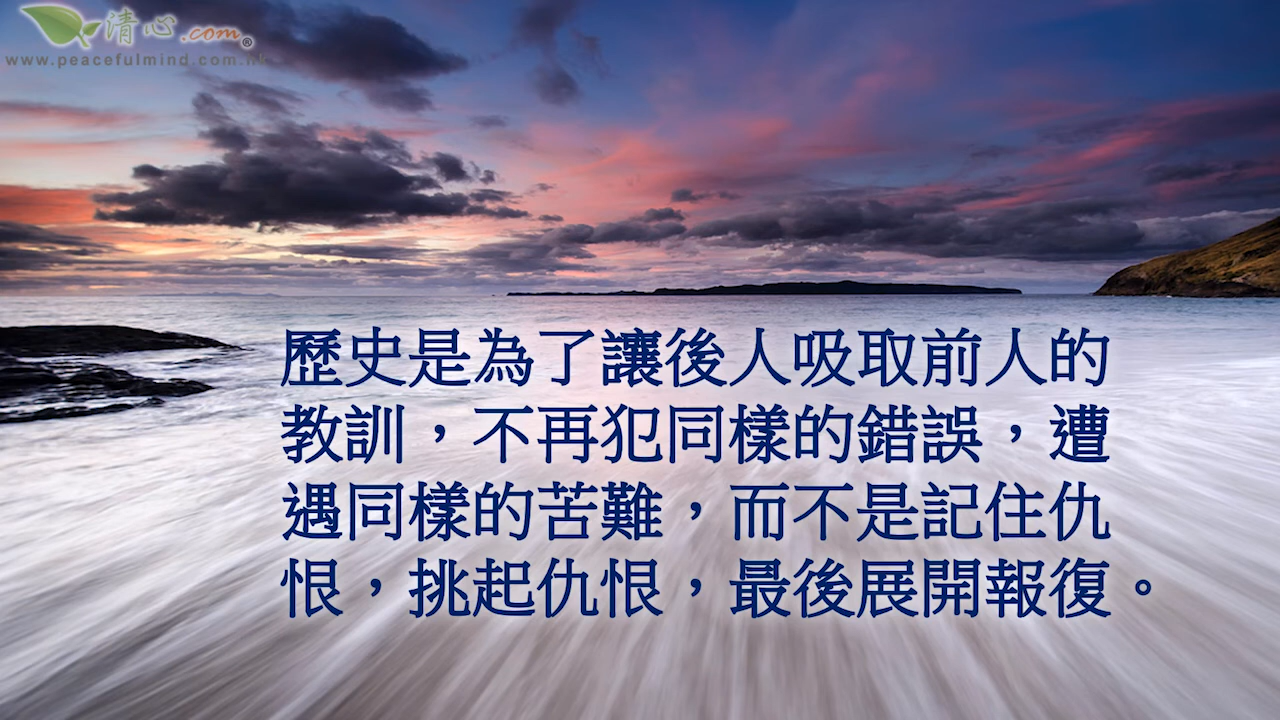 清心.com®
www.peacefulmind.com.hk
歷史是為了讓後人吸取前人的
教訓，不再犯同樣的錯誤，遭
遇同樣的苦難，而不是記住仇
恨，挑起仇恨，最後展開報復。